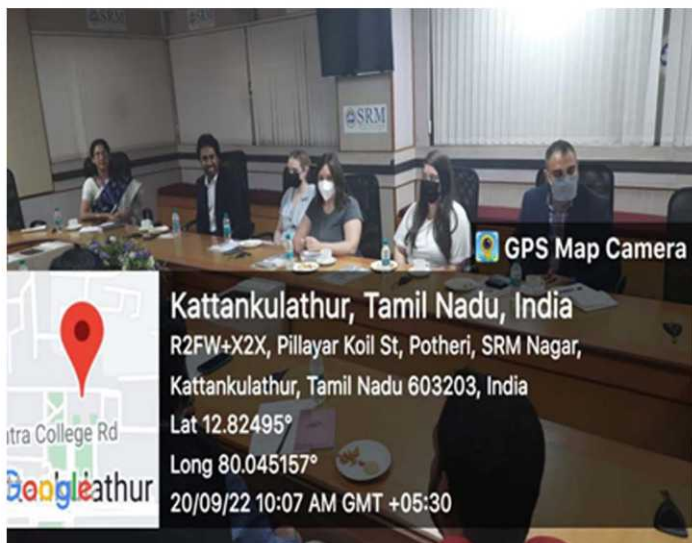 SRM
SRM
SRM
GPS Map Camera
Kattankulathur, Tamil Nadu, India
R2FW+X2X, Pillayar Koil St, Potheri, SRM Nagar,
Kattankulathur, Tamil Nadu 603203, India
Lat 12.82495°
Long 80.045157°
20/09/22 10:07 AM GMT +05:30
tra College Rd
Google
athur